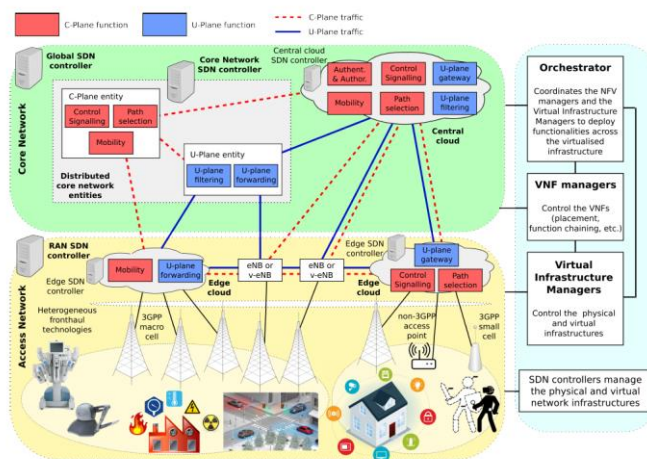 C-Plane function
U-Plane function
C-Plane traffic
U-Plane traffic
Global SDN
controller
Core Network
SDN controller
Central cloud
SDN controller
Authent.
& Author.
Control
Signalling
U-plane
gateway
Mobility
Path
selection
U-plane
filtering
Central
cloud
C-Plane entity
Control
Signalling
Path
selection
Mobility
U-Plane entity
U-plane
filtering
U-plane
forwarding
Distributed
core network
entities
Core Network
RAN SDN
controller
Mobility
U-plane
forwarding
Edge SDN
controller
Edge
cloud
eNB or
v-eNB
eNB or
v-eNB
Edge SDN
controller
U-plane
gateway
Control
Signalling
Path
selection
Edge
cloud
Access Network
Heterogeneous
fronthaul
technologies
3GPP
macro
cell
non-3GPP
access
point
3GPP
small
cell
Orchestrator
Coordinates the NFV
managers and the
Virtual Infrastructure
Managers to deploy
functionalities across
the virtualised
infrastructure
VNF managers
Control the VNFs
(placement,
function chaining, etc.)
Virtual
Infrastructure
Managers
Control the physical
and virtual
infrastructures
SDN controllers manage
the physical and virtual
network infrastructures